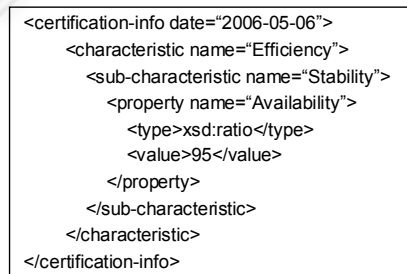 <certification-info date=“2006-05-06”>
<characteristic name=“Efficiency”>
<sub-characteristic name=“Stability”>
<property name=“Availability”>
<type>xsd:ratio</type>
<value>95</value>
</property>
</sub-characteristic>
</characteristic>
</certification-info>